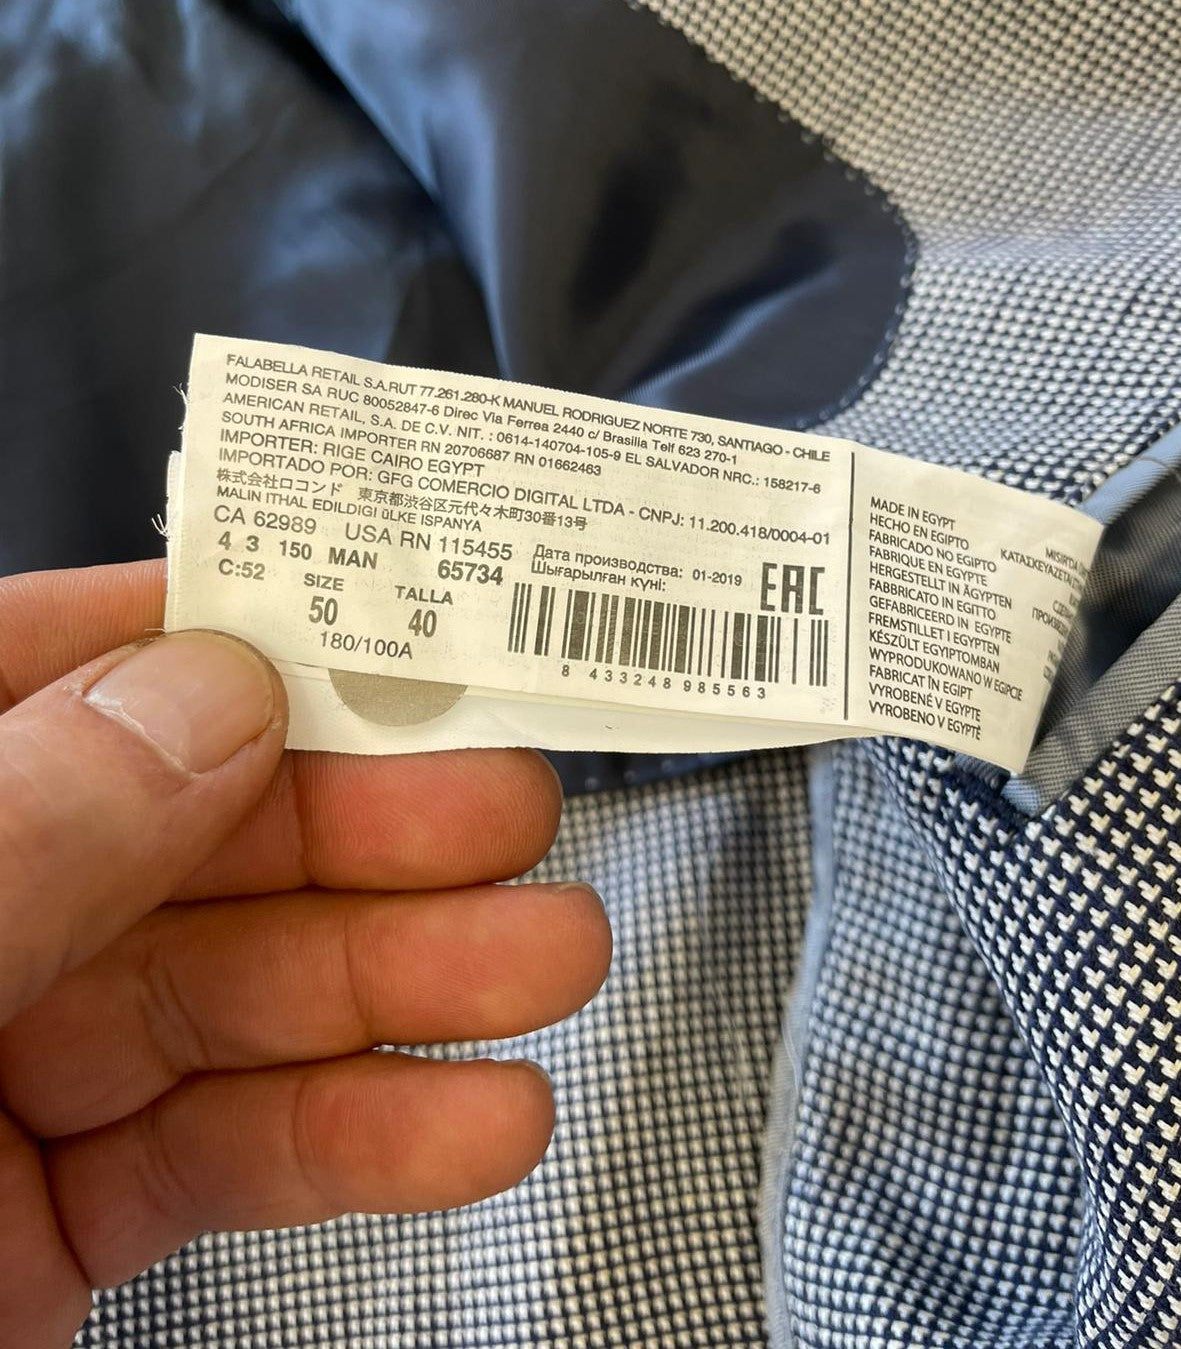 FALABELLA RETAIL S.A.RUT 77.261.280-K MANUEL RODRIGUEZ NORTE 730, SANTIAGO - CHILE
MODISER SA RUC 80052847-6 Direc Via Ferrea 2440 c/ Brasilia Telf 623 270-1
AMERICAN RETAIL, S.A. DE C.V. NIT. : 0614-140704-105-9 EL SALVADOR NRC.: 158217-6
SOUTH AFRICA IMPORTER RN 20706687 RN 01662463
IMPORTER: RIGE CAIRO EGYPT
IMPORTADO POR: GFG COMERCIO DIGITAL LTDA - CNPJ: 11.200.418/0004-01
株式会社ロコンド 東京都渋谷区元代々木町30番13号
MALIN ITHAL EDILDIGI üLKE ISPANYA
CA 62989 USA RN 115455
4 3 150 MAN 65734
C:52 SIZE TALLA
50 40
180/100A
Дата производства: 01-2019
Шығарылған күні:
EAC
8 433248 985563
MADE IN EGYPT
HECHO EN EGIPTO
FABRICADO NO EGIPTO
FABRIQUE EN EGYPTE
HERGESTELLT IN ÄGYPTEN
FABBRICATO IN EGITTO
GEFABRICEERD IN EGYPTE
FREMSTILLET I EGYPTEN
KÉSZÜLT EGYIPTOMBAN
WYPRODUKOWANO W EGIPCIE
FABRICAT ÎN EGIPT
VYROBENÉ V EGYPTE
VYROBENO V EGYPTĚ